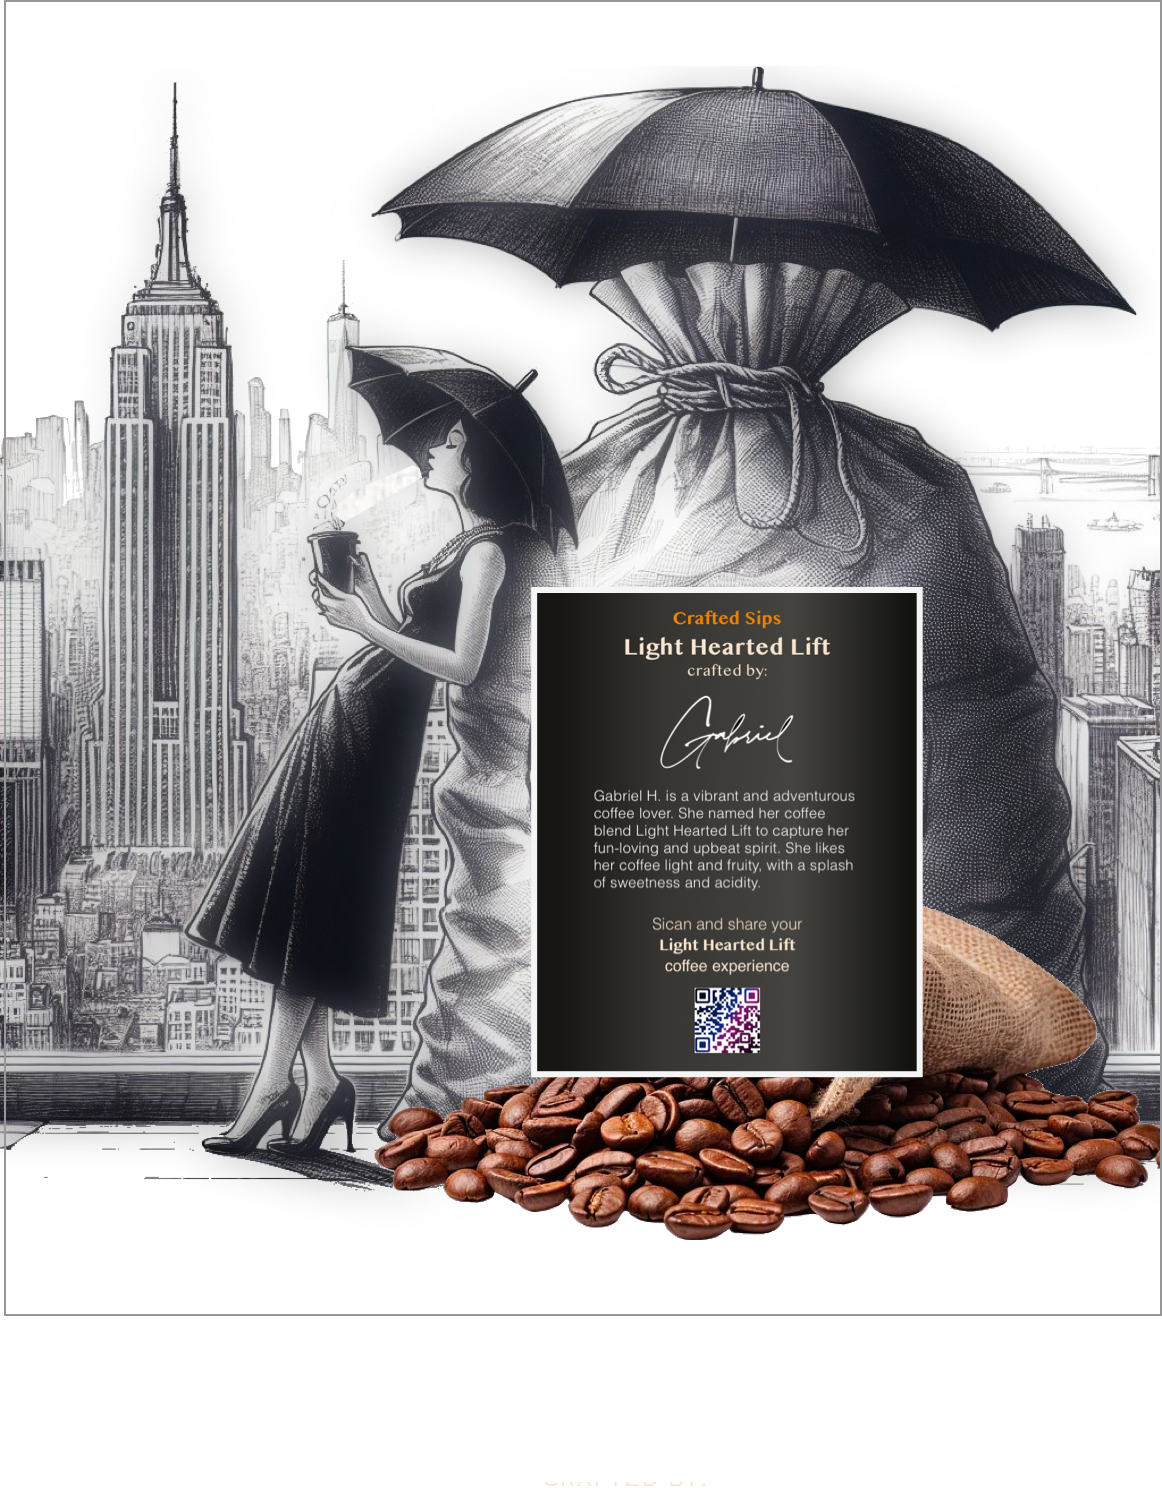 Crafted Sips
Light Hearted Lift
crafted by:
Gabriel
Gabriel H. is a vibrant and adventurous
coffee lover. She named her coffee
blend Light Hearted Lift to capture her
fun-loving and upbeat spirit. She likes
her coffee light and fruity, with a splash
of sweetness and acidity.
Sican and share your
Light Hearted Lift
coffee experience
CRAFTED BY: